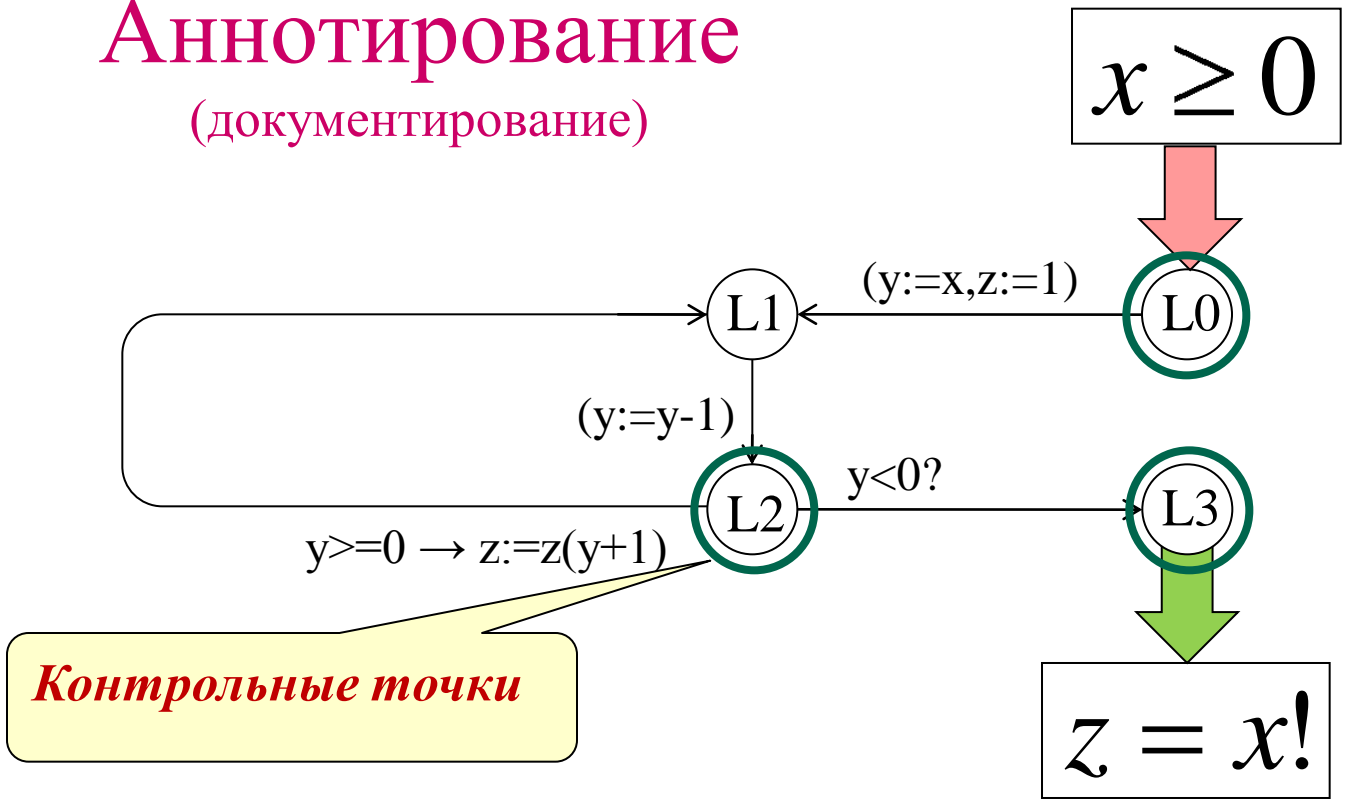 Аннотирование
(документирование)
x ≥ 0
(y:=x,z:=1)
L1
L0
(y:=y-1)
y<0?
L2
L3
y>=0 → z:=z(y+1)
Контрольные точки
z = x!